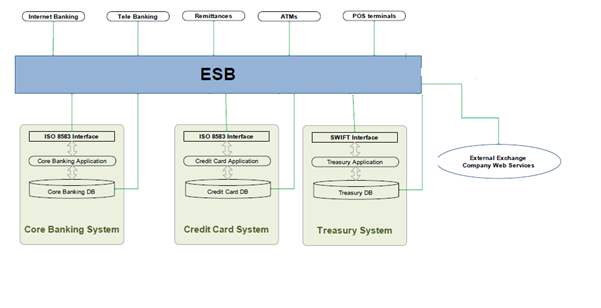 Internet Banking
Tele Banking
Remittances
ATMs
POS terminals
ESB
ISO 8583 Interface
ISO 8583 Interface
SWIFT Interface
Core Banking Application
Credit Card Application
Treasury Application
External Exchange
Company Web Services
Core Banking DB
Credit Card DB
Treasury DB
Core Banking System
Credit Card System
Treasury System